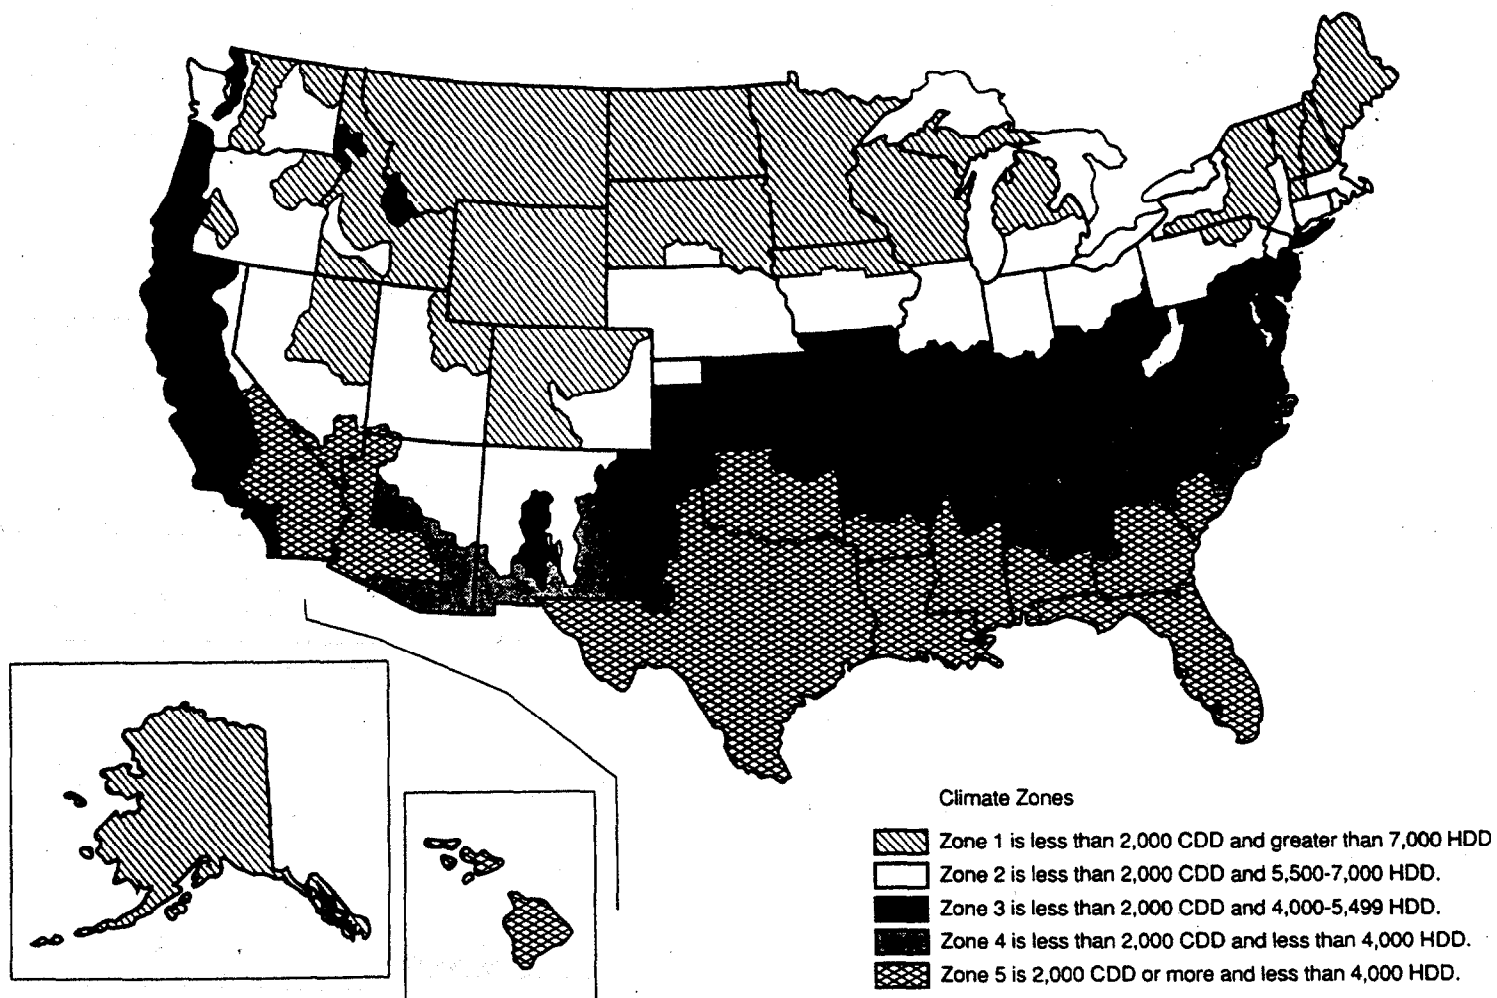 Climate Zones
Zone 1 is less than 2,000 CDD and greater than 7,000 HDD
Zone 2 is less than 2,000 CDD and 5,500-7,000 HDD.
Zone 3 is less than 2,000 CDD and 4,000-5,499 HDD.
Zone 4 is less than 2,000 CDD and less than 4,000 HDD.
Zone 5 is 2,000 CDD or more and less than 4,000 HDD.